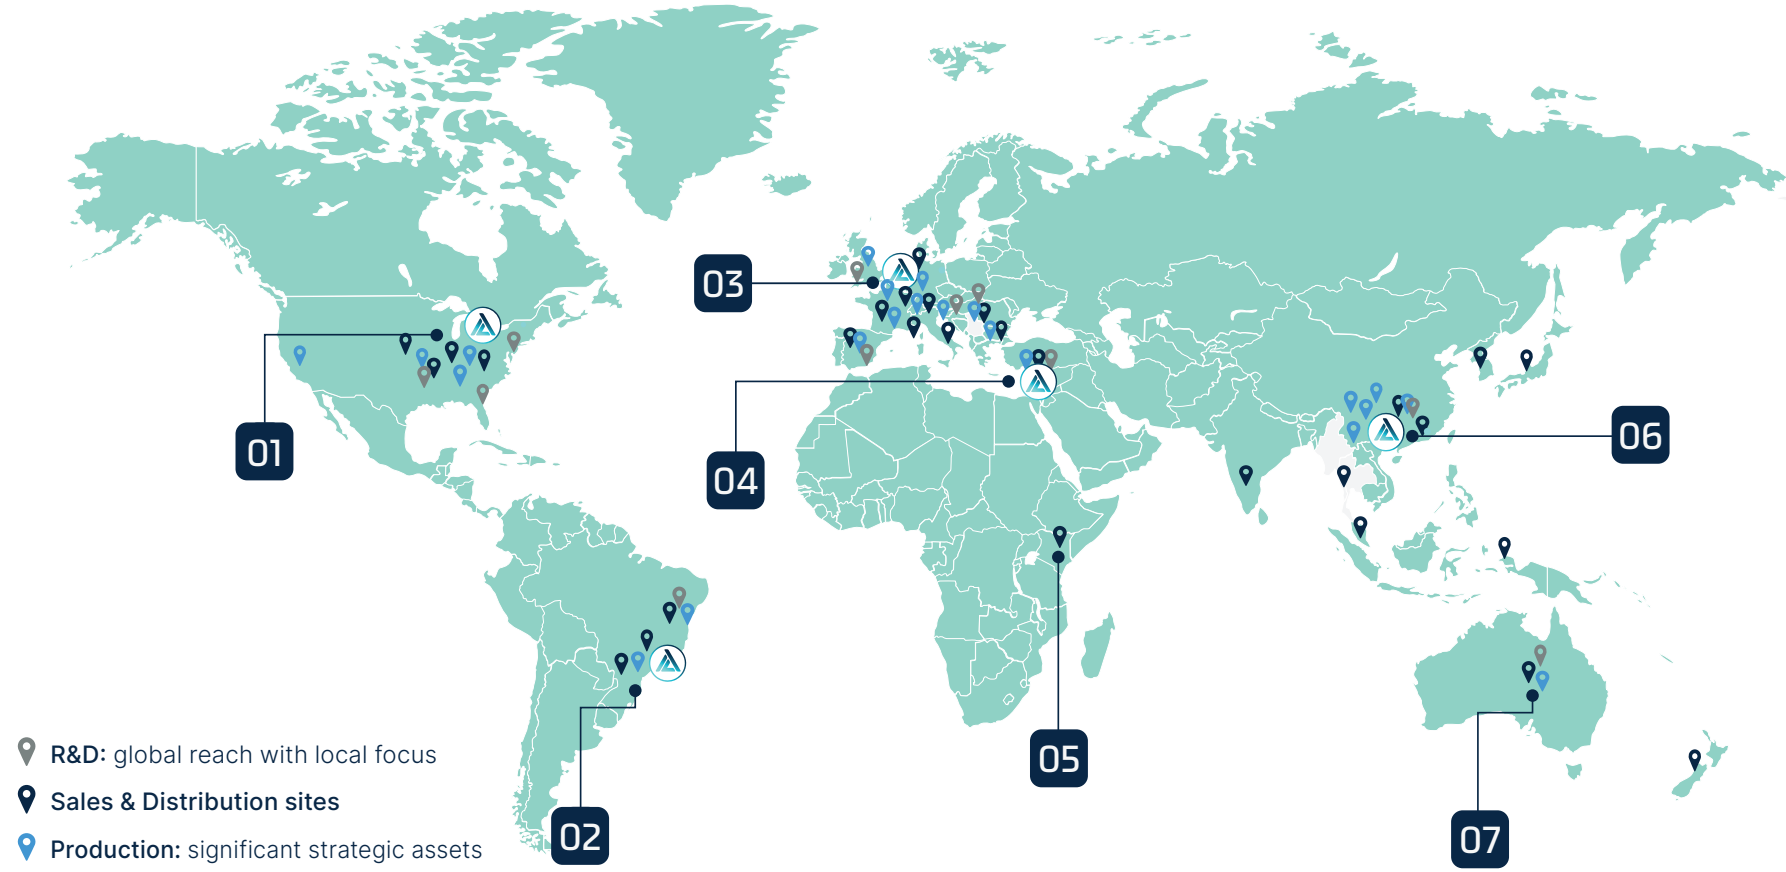 03
01
06
04
05
02
07
R&D: global reach with local focus
Sales & Distribution sites
Production: significant strategic assets